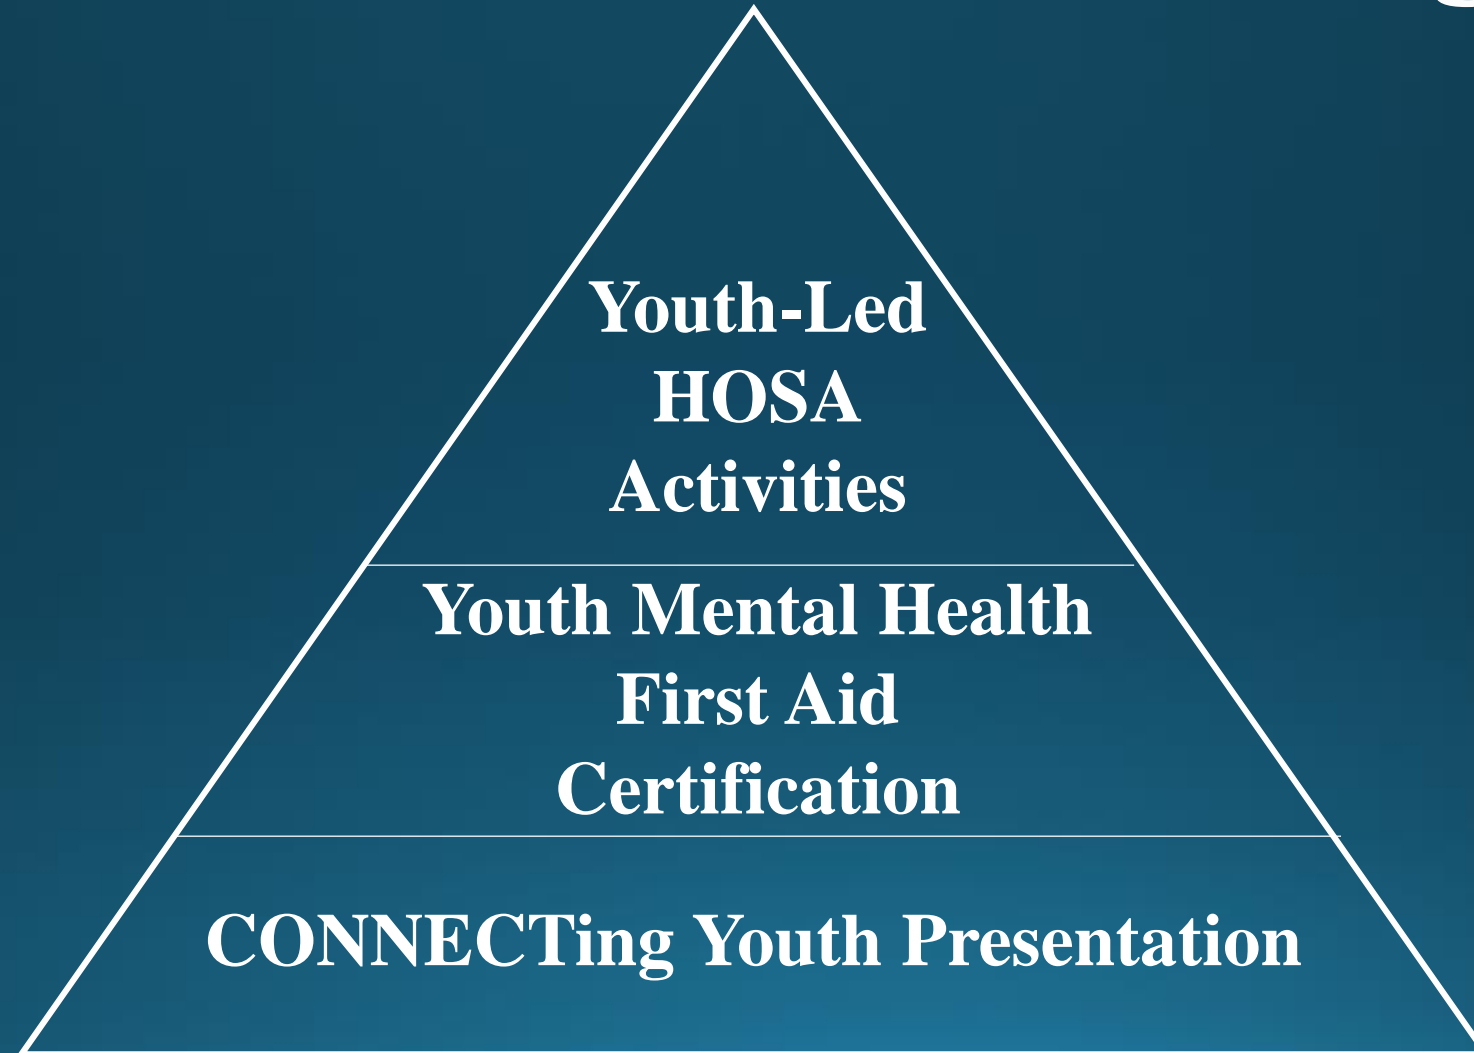 Youth-Led
HOSA
Activities
Youth Mental Health
First Aid
Certification
CONNECTing Youth Presentation